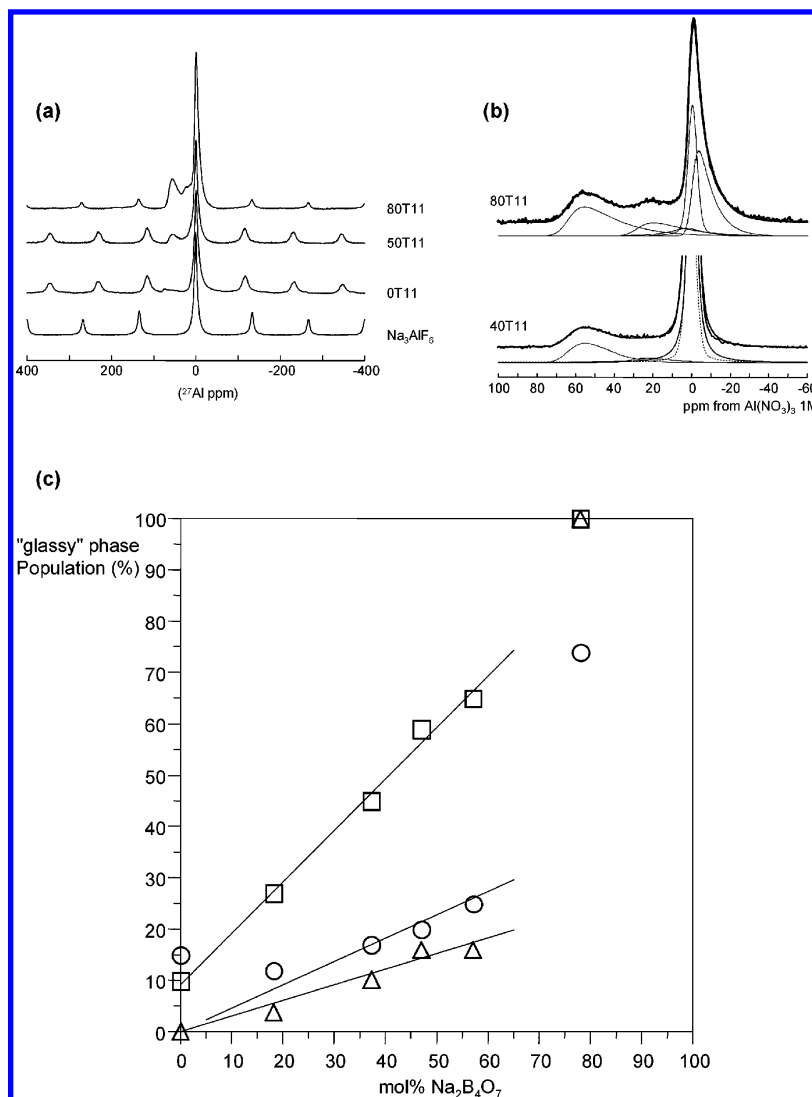 (a)
80T11
50T11
0T11
Na₃AlF₆
400 200 0 -200 -400
(²⁷Al ppm)
(b)
80T11
40T11
100 80 60 40 20 0 -20 -40 -60
ppm from Al(NO₃)₃ 1M
(c)
"glassy" phase
Population (%)
100
90
80
70
60
50
40
30
20
10
0
0 10 20 30 40 50 60 70 80 90 100
mol% Na₂B₄O₇